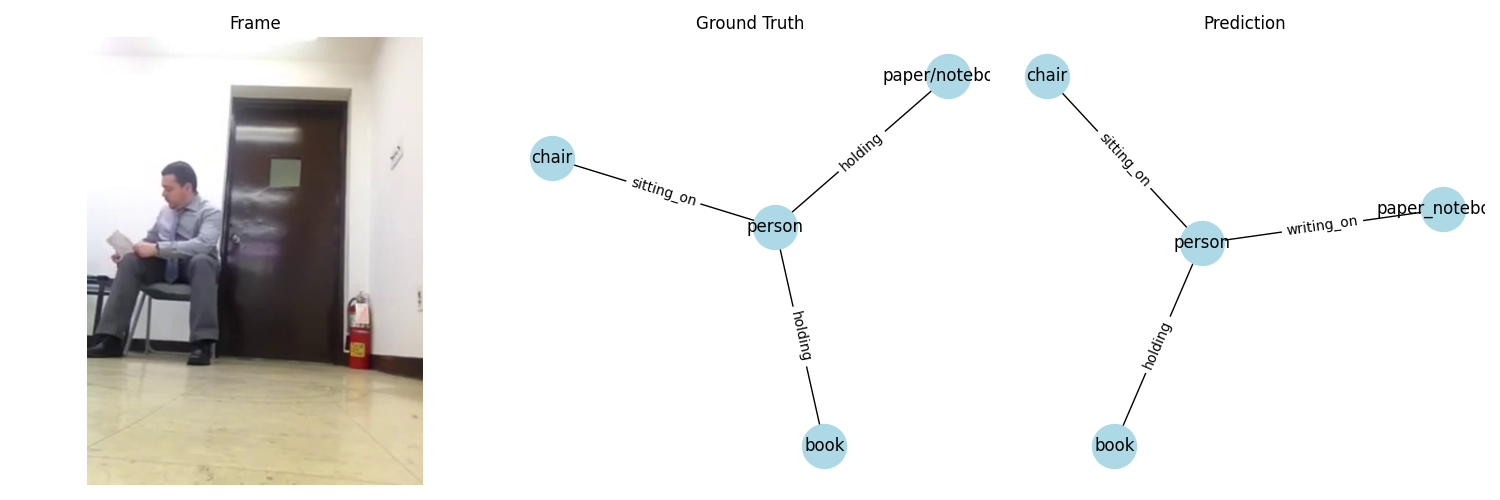 Frame
Ground Truth
paper/notebo
chair
holding
sitting_on
person
holding
book
Prediction
chair
sitting_on
paper_notebo
writing_on
person
holding
book